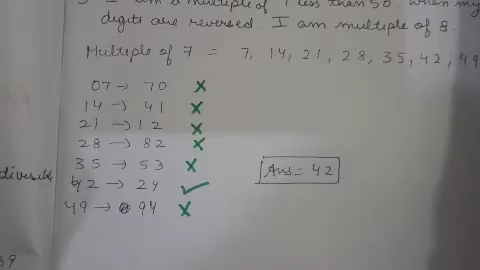 I am a multiple of 7 less than 50. When my
digits are reversed. I am multiple of 8.
Multiple of 7 = 7, 14, 21, 28, 35, 42, 49
07 → 70 ×
14 → 41 ×
21 → 12 ×
28 → 82 ×
35 → 53 ×
42 → 24 ✓
49 → 94 ×
Ans = 42
39